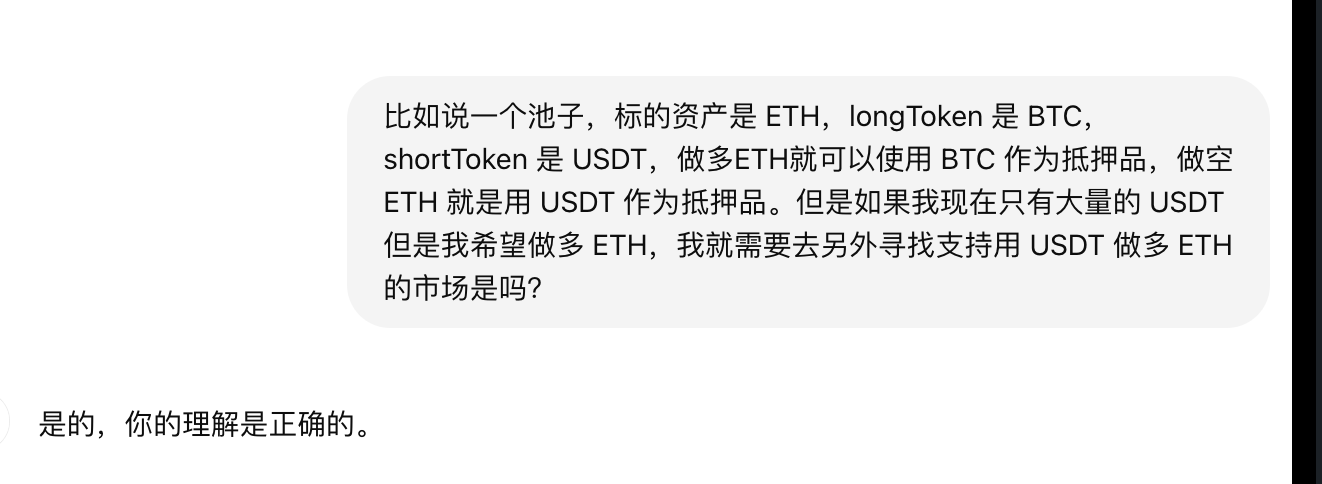 比如说一个池子，标的资产是 ETH，longToken 是 BTC，
shortToken 是 USDT，做多ETH就可以使用 BTC 作为抵押品，做空
ETH 就是用 USDT 作为抵押品。但是如果我现在只有大量的 USDT
但是我希望做多 ETH，我就需要去另外寻找支持用 USDT 做多 ETH
的市场是吗？
是的，你的理解是正确的。